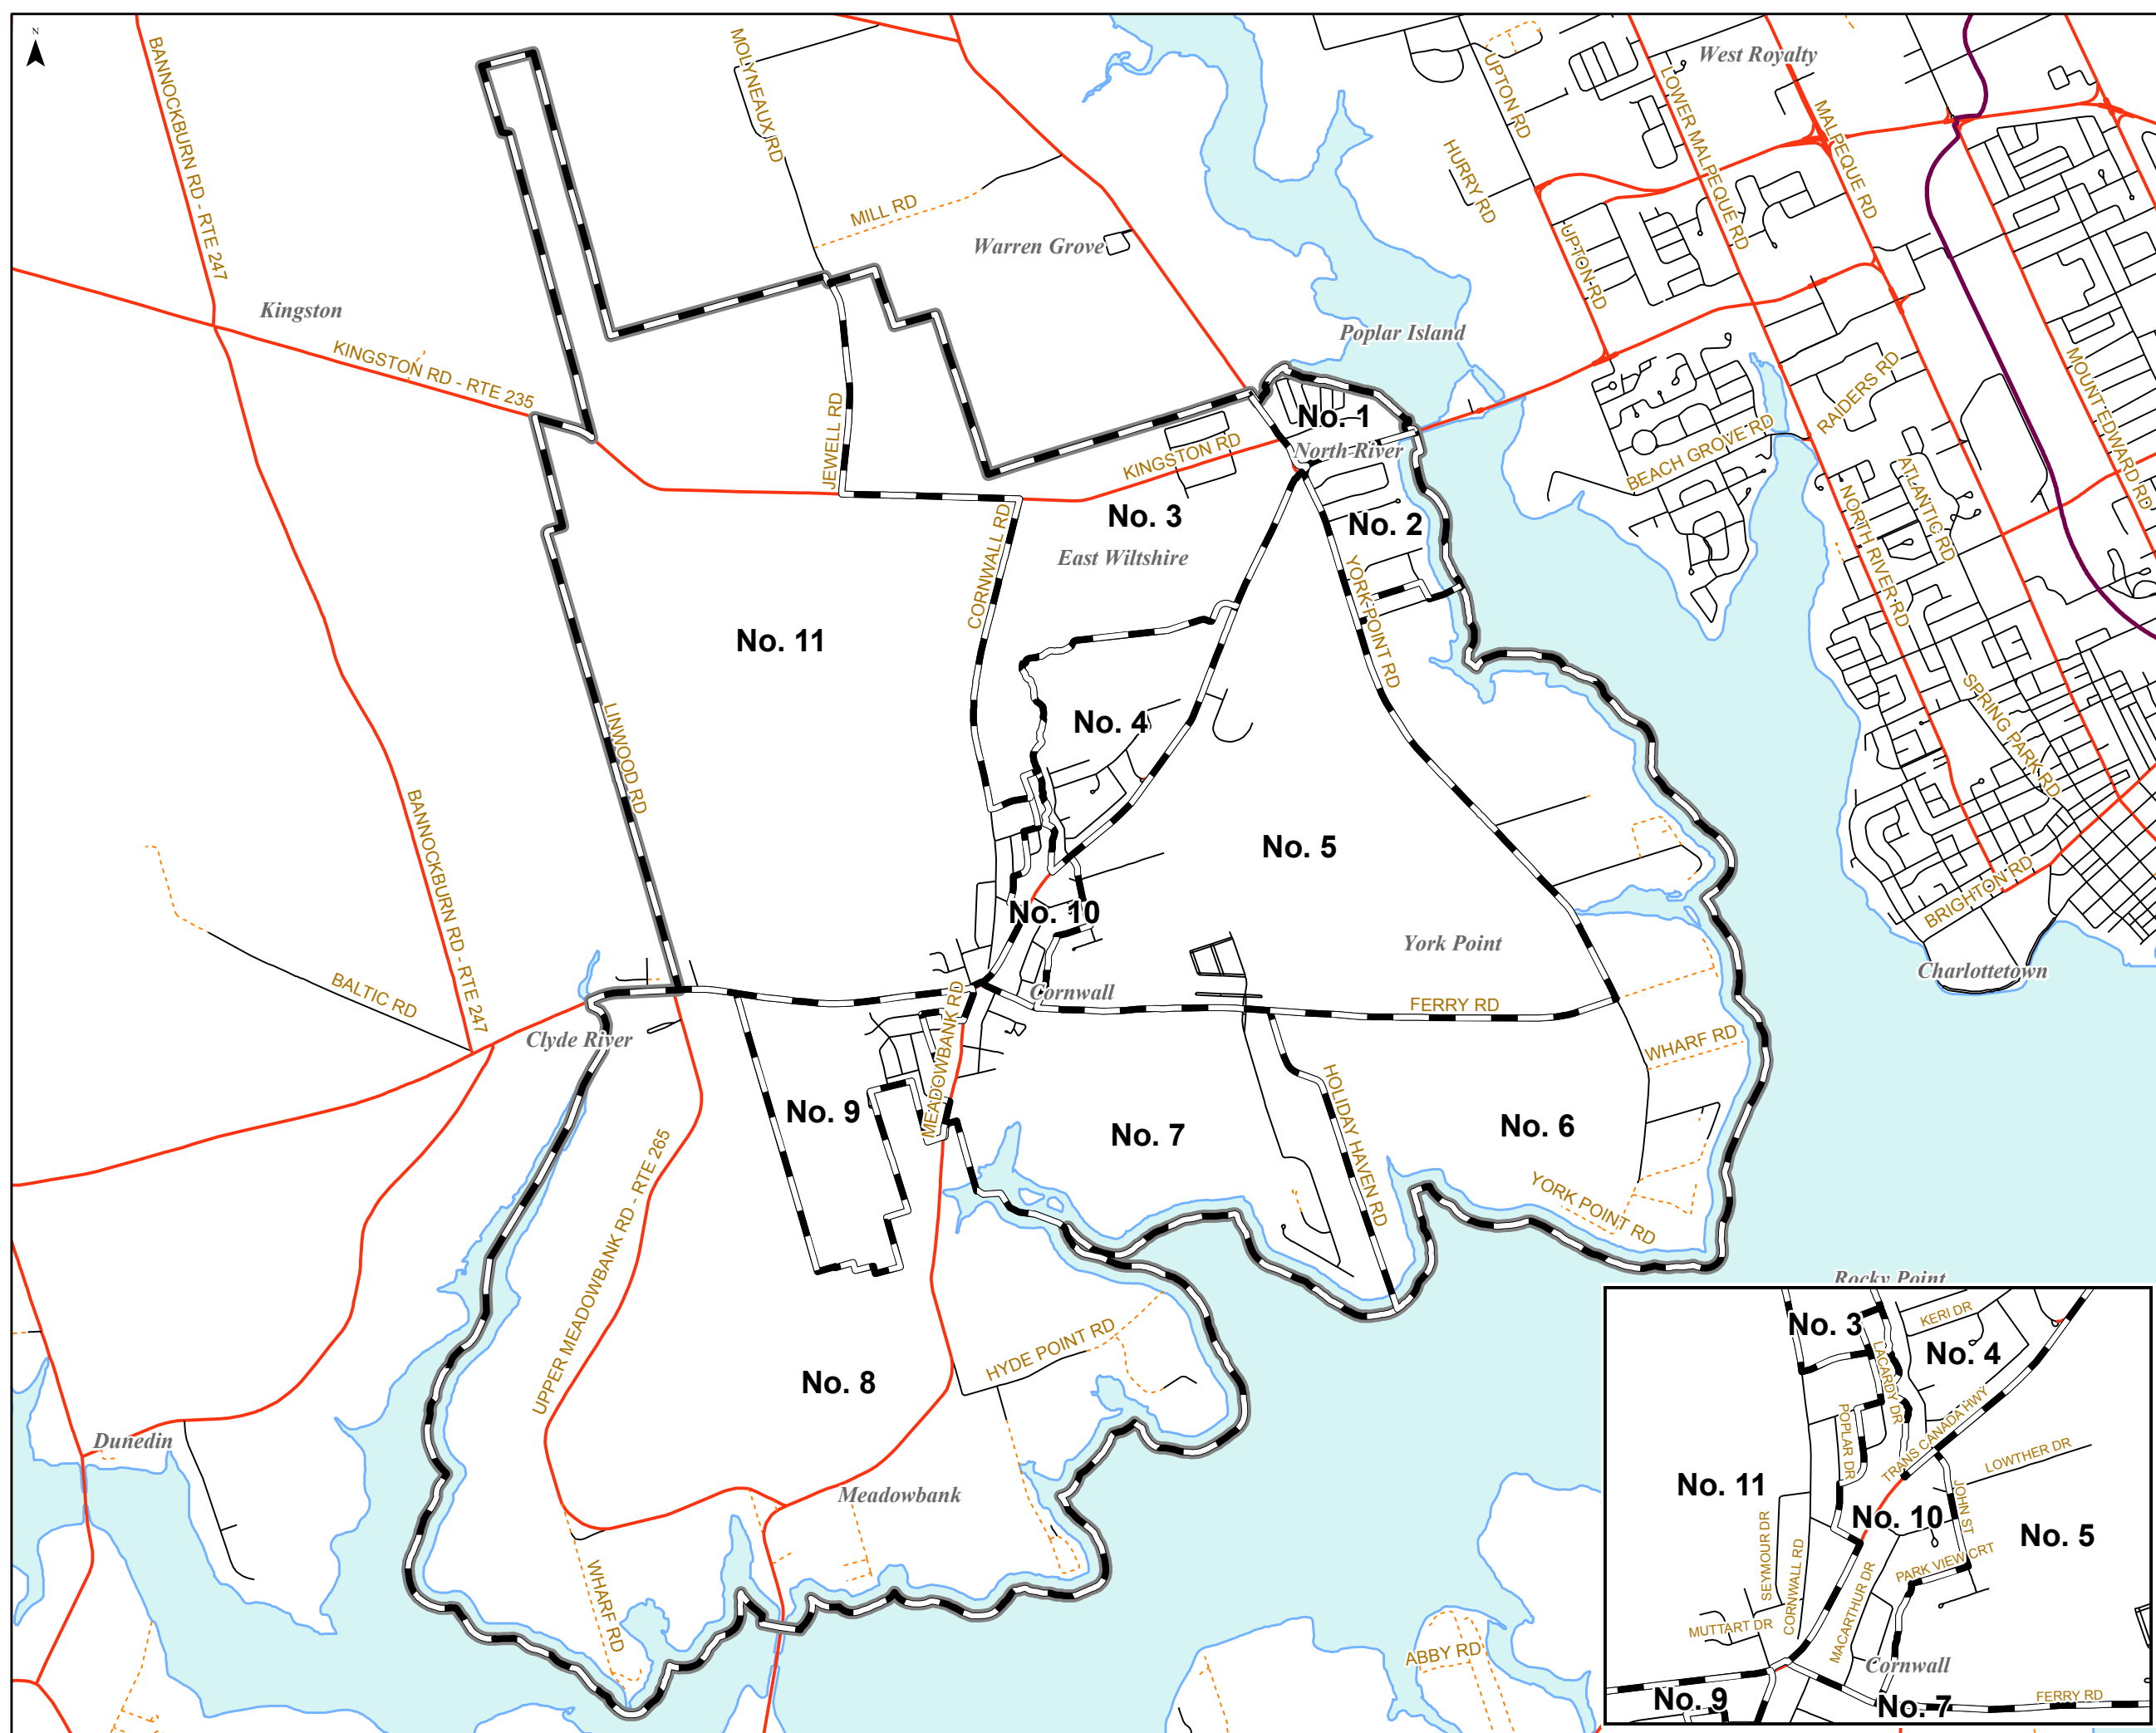 N
BANNOCKBURN RD - RTE 247
MOLYNEAUX RD
UPTON RD
West Royalty
LOWER MALPEQUE RD
MALPEQUE RD
HURRY RD
MILL RD
Warren Grove
UPTON RD
Kingston
Poplar Island
KINGSTON RD - RTE 235
MOUNT EDWARD RD
RAIDERS RD
JEWELL RD
No. 1
KINGSTON RD
North River
BEACH GROVE RD
ATLANTIC RD
NORTH RIVER RD
CORNWALL RD
No. 3
No. 2
East Wiltshire
YORK POINT RD
No. 11
LINWOOD RD
No. 4
SPRING PARK RD
BANNOCKBURN RD - RTE 247
No. 5
BRIGHTON RD
No. 10
York Point
Charlottetown
BALTIC RD
Cornwall
FERRY RD
Clyde River
MEADOWBANK RD
WHARF RD
HOLIDAY HAVEN RD
No. 9
No. 7
No. 6
UPPER MEADOWBANK RD - RTE 265
YORK POINT RD
Rocky Point
HYDE POINT RD
No. 8
Dunedin
Meadowbank
WHARF RD
ABBY RD
No. 3
KERI DR
No. 4
LACARDY DR
POPLAR DR
TRANS CANADA HWY
LOWTHER DR
No. 11
JOHN ST
No. 10
No. 5
SEYMOUR DR
CORNWALL RD
PARK VIEW CRT
MACARTHUR DR
MUTTART DR
Cornwall
No. 9
No. 7
FERRY RD